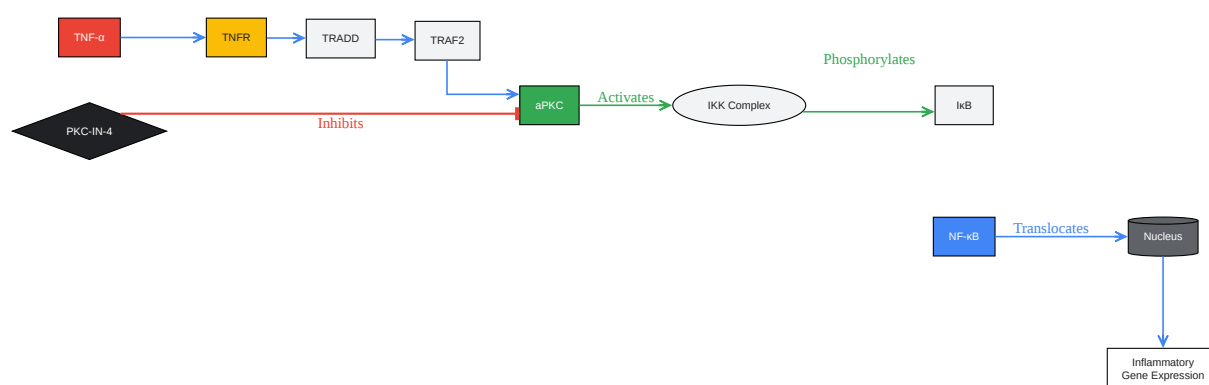 TNF-α
TNFR
TRADD
TRAF2
Phosphorylates
aPKC
Activates
IKK Complex
IκB
PKC-IN-4
Inhibits
NF-κB
Translocates
Nucleus
Inflammatory
Gene Expression